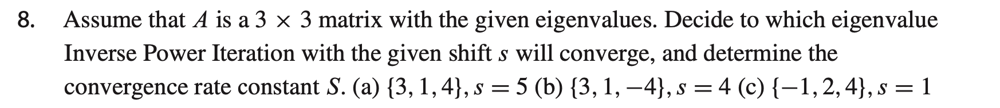 8. Assume that A is a 3 × 3 matrix with the given eigenvalues. Decide to which eigenvalue
Inverse Power Iteration with the given shift s will converge, and determine the
convergence rate constant S. (a) {3, 1, 4}, s = 5 (b) {3, 1, −4}, s = 4 (c) {−1, 2, 4}, s = 1